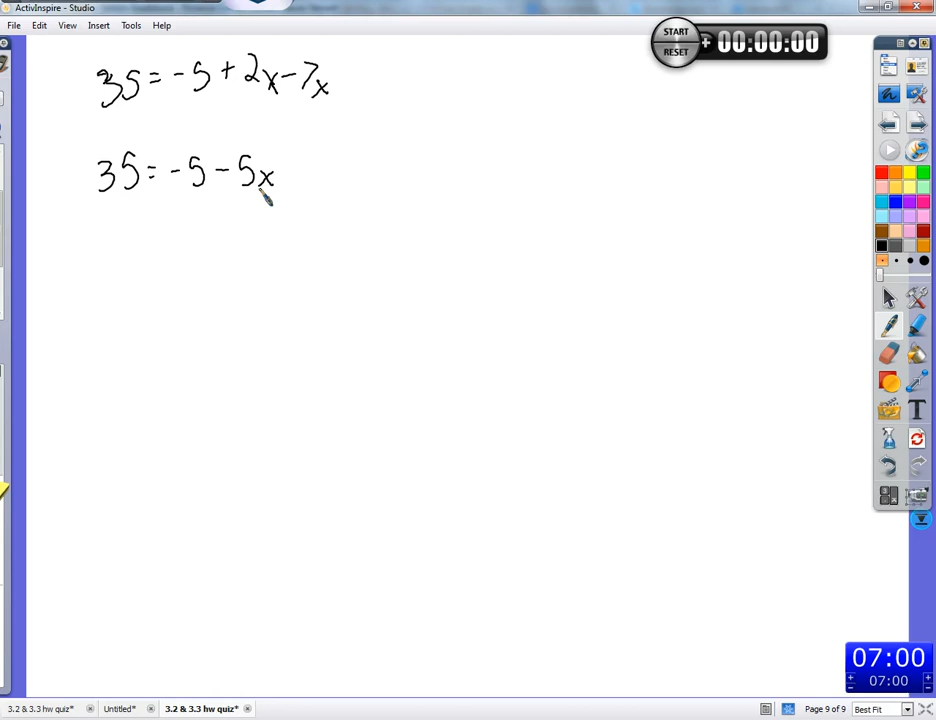 ActivInspire - Studio
File Edit View Insert Tools Help
START
RESET
00:00:00
35 = -5 + 2x - 7x
35 = -5 - 5x
T
07:00
07:00
3.2 & 3.3 hw quiz* Untitled* 3.2 & 3.3 hw quiz* Page 9 of 9 Best Fit